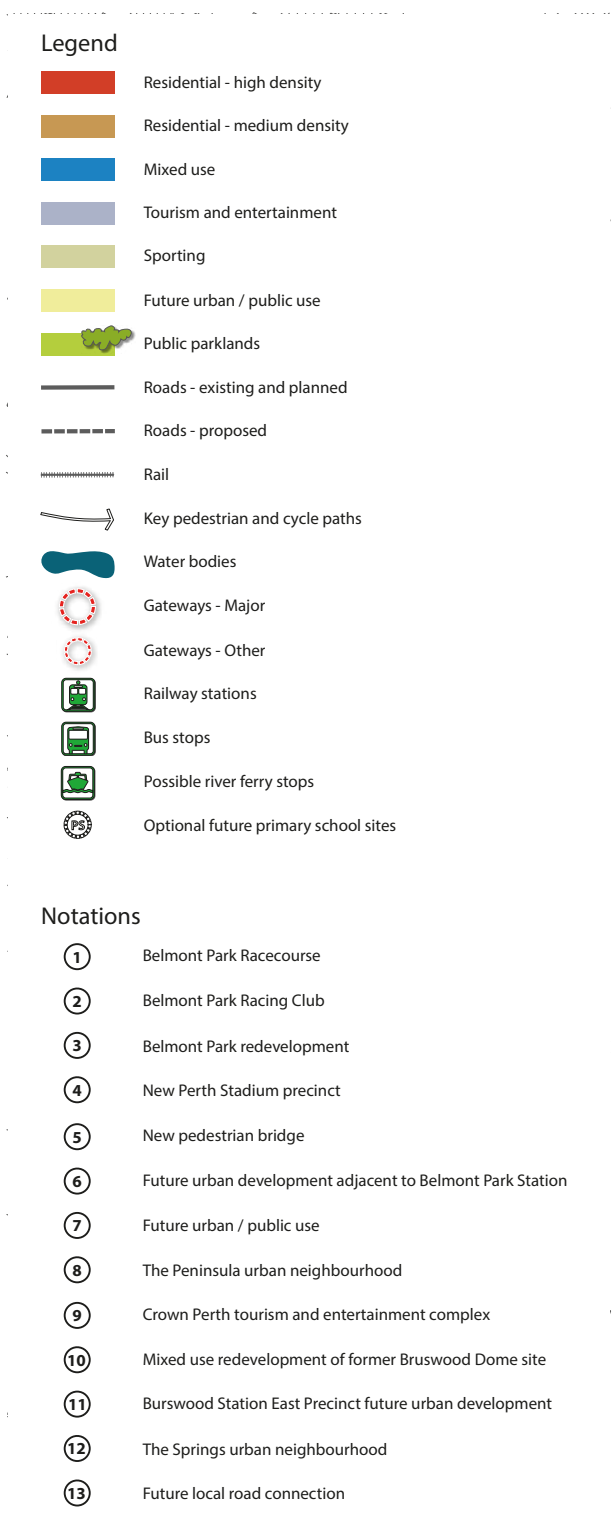 Legend
Residential - high density
Residential - medium density
Mixed use
Tourism and entertainment
Sporting
Future urban / public use
Public parklands
Roads - existing and planned
Roads - proposed
Rail
Key pedestrian and cycle paths
Water bodies
Gateways - Major
Gateways - Other
Railway stations
Bus stops
Possible river ferry stops
PS Optional future primary school sites
Notations
1 Belmont Park Racecourse
2 Belmont Park Racing Club
3 Belmont Park redevelopment
4 New Perth Stadium precinct
5 New pedestrian bridge
6 Future urban development adjacent to Belmont Park Station
7 Future urban / public use
8 The Peninsula urban neighbourhood
9 Crown Perth tourism and entertainment complex
10 Mixed use redevelopment of former Bruswood Dome site
11 Burswood Station East Precinct future urban development
12 The Springs urban neighbourhood
13 Future local road connection